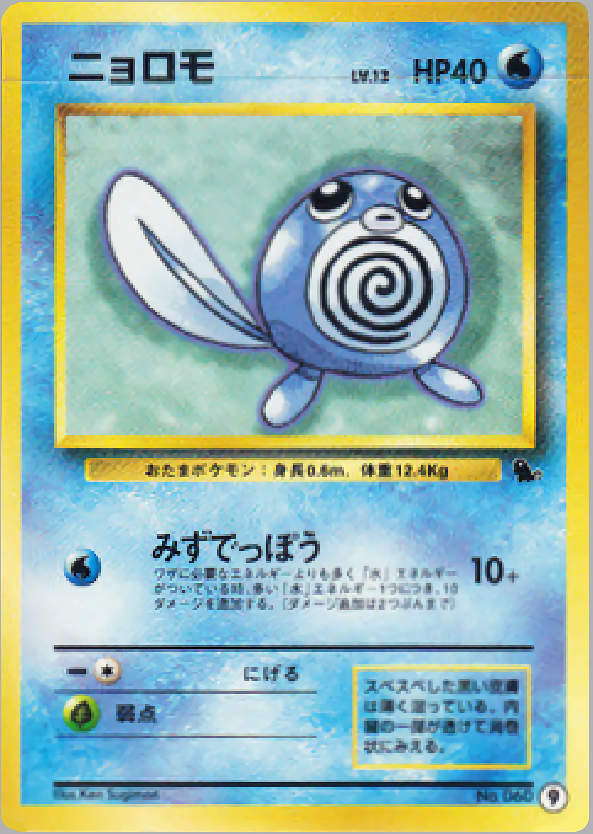 ニョロモ LV.13 HP40
おたまポケモン：身長0.6m, 体重12.4Kg
みずでっぽう 10+
ワザに必要なエネルギーよりも多く「水」エネルギー
がついている時、多い「水」エネルギー1つにつき、10
ダメージを追加する。(ダメージ追加は2つぶんまで)
ー にげる
弱点
スベスベした黒い皮膚
は薄く湿っている。内
臓の一部が透けて渦巻
状にみえる。
Illus. Ken Sugimori No. 060 9